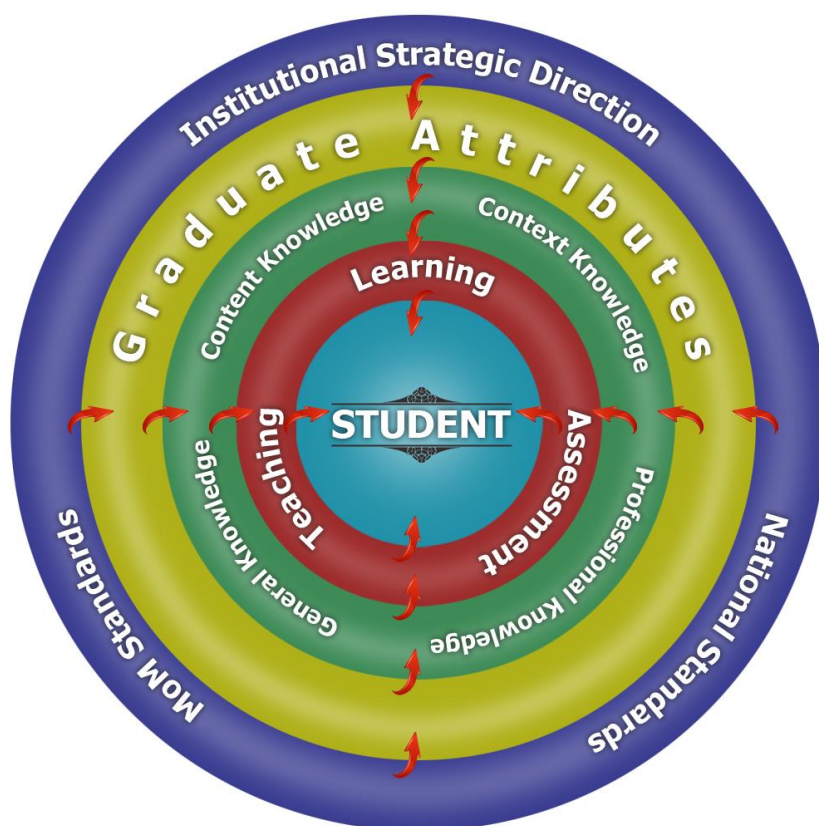 Institutional Strategic Direction
Graduate Attributes
Content Knowledge
Context Knowledge
Learning
STUDENT
Teaching
Assessment
General Knowledge
Professional Knowledge
MoM Standards
National Standards